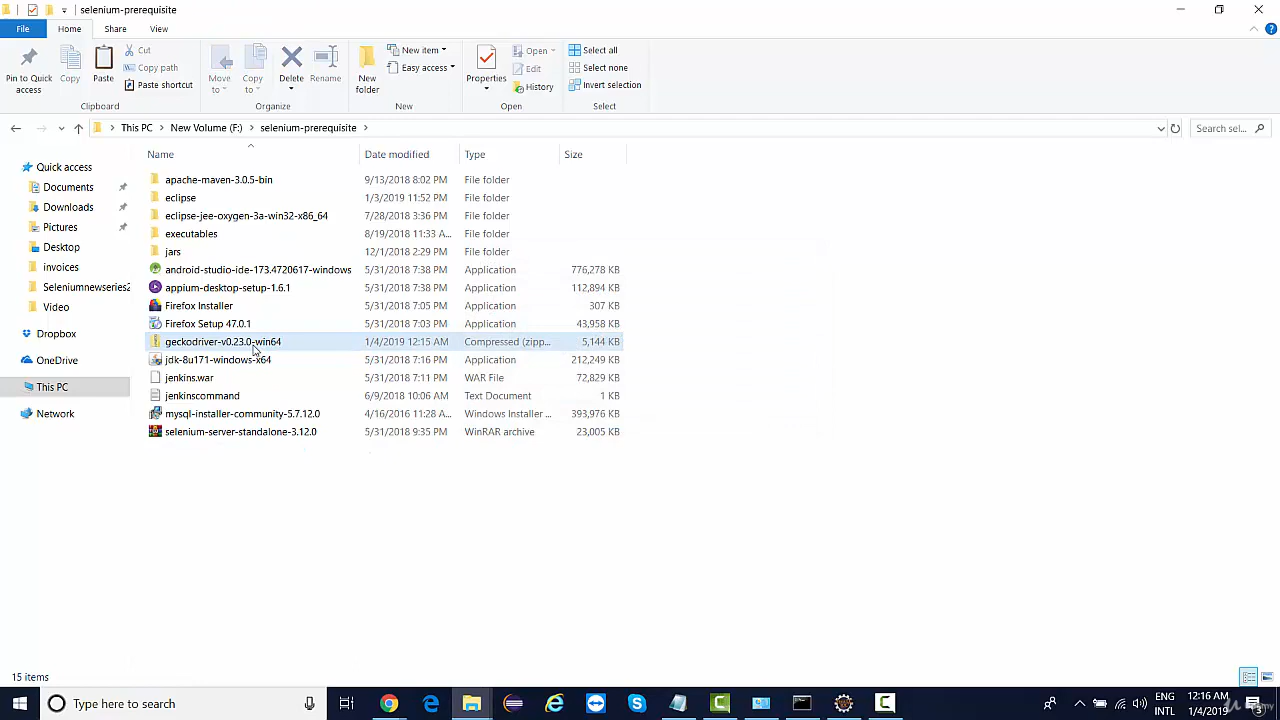 selenium-prerequisite
File Home Share View
Pin to Quick access
Copy
Paste
Cut
Copy path
Paste shortcut
Move to
Copy to
Delete
Rename
New folder
New item
Easy access
Properties
Open
Edit
History
Select all
Select none
Invert selection
Clipboard Organize New Open Select
This PC New Volume (F:) selenium-prerequisite
Search sel...
Name Date modified Type Size
Quick access
Documents
Downloads
Pictures
Desktop
invoices
Seleniumnewseries2
Video
Dropbox
OneDrive
This PC
Network
apache-maven-3.0.5-bin 9/13/2018 8:02 PM File folder
eclipse 1/3/2019 11:52 PM File folder
eclipse-jee-oxygen-3a-win32-x86_64 7/28/2018 3:36 PM File folder
executables 8/19/2018 11:33 A... File folder
jars 12/1/2018 2:29 PM File folder
android-studio-ide-173.4720617-windows 5/31/2018 7:38 PM Application 776,278 KB
appium-desktop-setup-1.6.1 5/31/2018 7:38 PM Application 112,894 KB
Firefox Installer 5/31/2018 7:05 PM Application 307 KB
Firefox Setup 47.0.1 5/31/2018 7:03 PM Application 43,958 KB
geckodriver-v0.23.0-win64 1/4/2019 12:15 AM Compressed (zipp... 5,144 KB
jdk-8u171-windows-x64 5/31/2018 7:16 PM Application 212,249 KB
jenkins.war 5/31/2018 7:11 PM WAR File 72,829 KB
jenkinscommand 6/9/2018 10:06 AM Text Document 1 KB
mysql-installer-community-5.7.12.0 4/16/2016 11:28 A... Windows Installer ... 393,976 KB
selenium-server-standalone-3.12.0 5/31/2018 9:35 PM WinRAR archive 23,005 KB
15 items
Type here to search
ENG
INTL
12:16 AM
1/4/2019